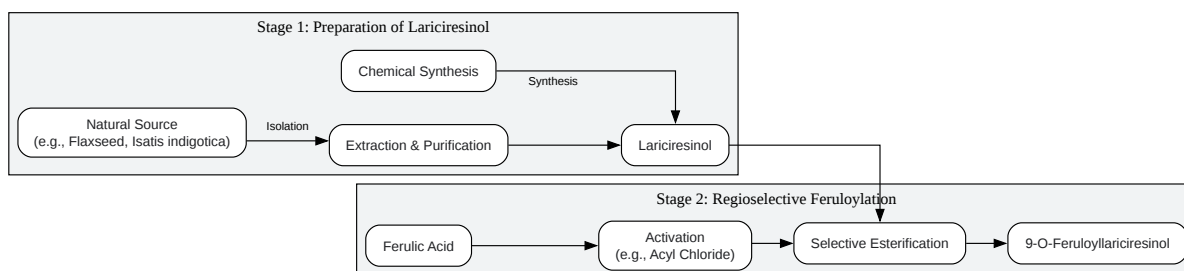 Stage 1: Preparation of Lariciresinol
Chemical Synthesis
Synthesis
Natural Source
(e.g., Flaxseed, Isatis indigotica)
Isolation
Extraction & Purification
Lariciresinol
Stage 2: Regioselective Feruloylation
Ferulic Acid
Activation
(e.g., Acyl Chloride)
Selective Esterification
9-O-Feruloyllariciresinol